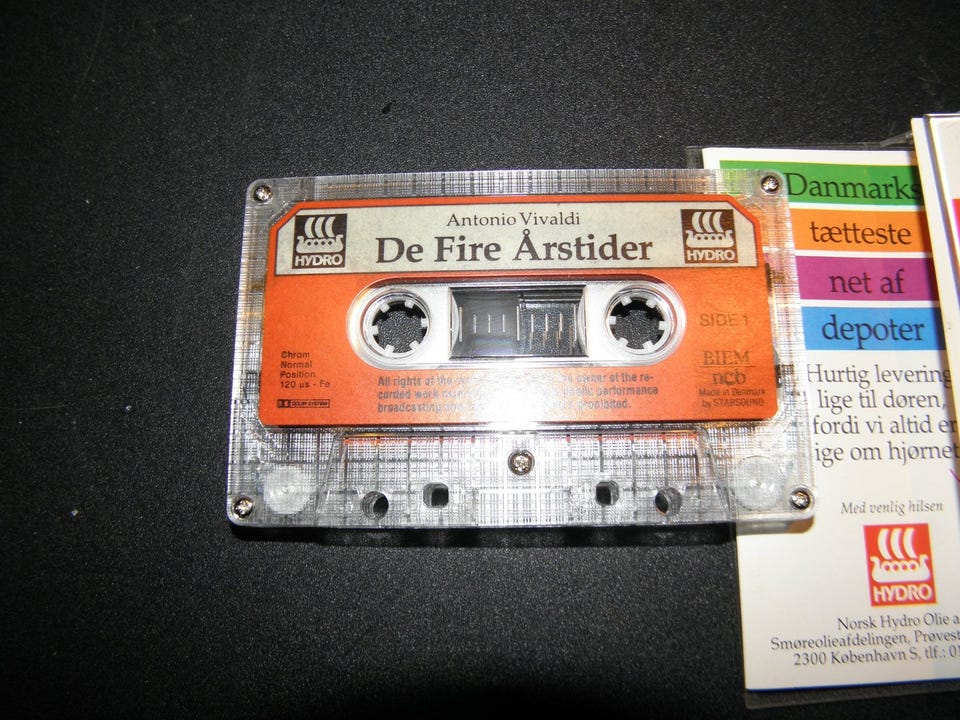 Antonio Vivaldi
De Fire Årstider
HYDRO
HYDRO
SIDE 1
Chrom
Normal
Position
120 µs - Fe
DOLBY SYSTEM
All rights of the owner of the re-
corded work performance
broadcasting prohibited.
BIEM
ncb
Made in Denmark
by STARSOUND
Danmarks
tætteste
net af
depoter
Hurtig levering
lige til døren,
fordi vi altid er
lige om hjørnet
Med venlig hilsen
HYDRO
Norsk Hydro Olie
Smøreolieafdelingen,
2300 København S, tlf.: